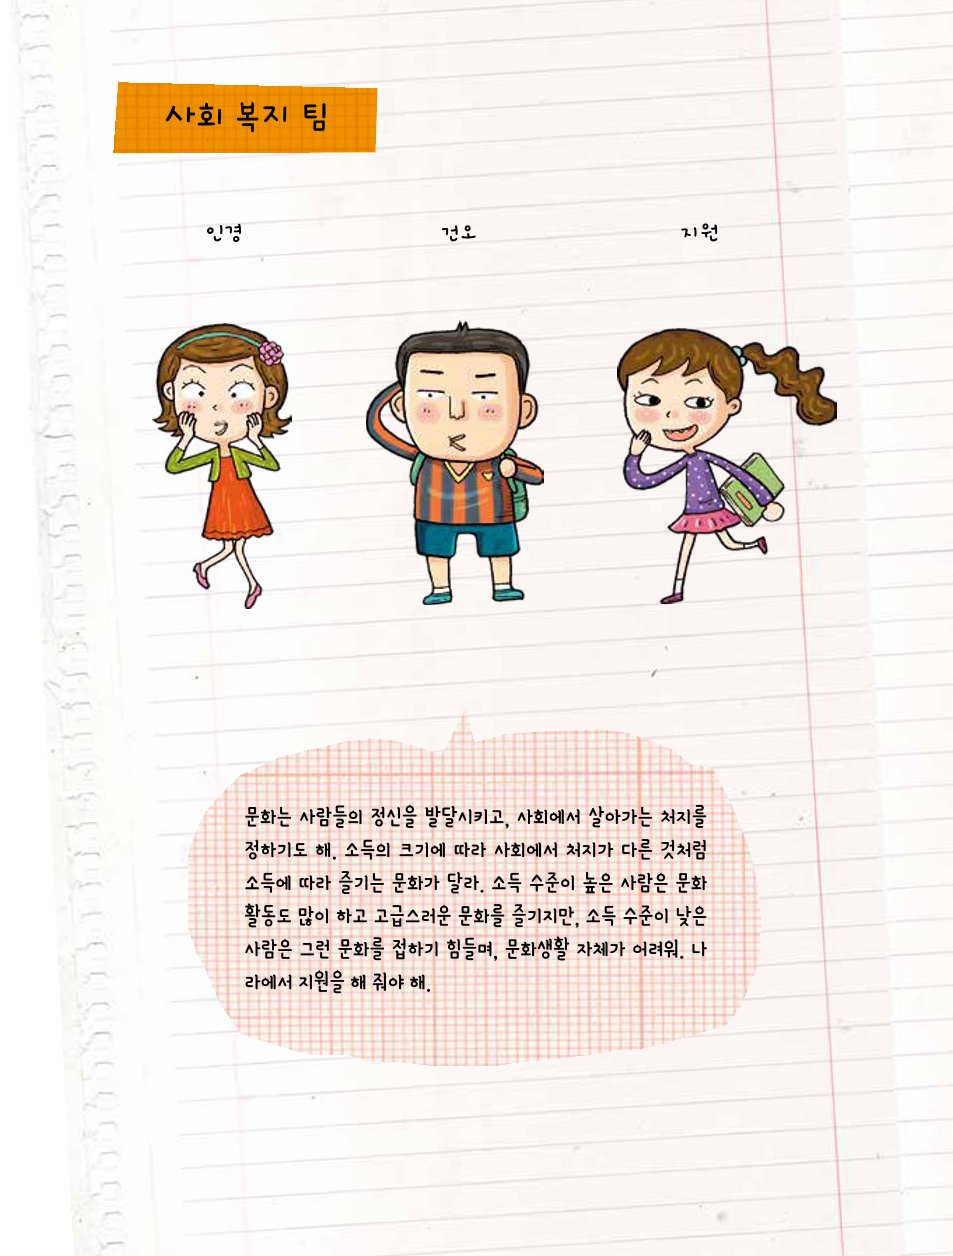 사회 복지 팀
인경 건오 지원
문화는 사람들의 정신을 발달시키고, 사회에서 살아가는 처지를
정하기도 해. 소득의 크기에 따라 사회에서 처지가 다른 것처럼
소득에 따라 즐기는 문화가 달라. 소득 수준이 높은 사람은 문화
활동도 많이 하고 고급스러운 문화를 즐기지만, 소득 수준이 낮은
사람은 그런 문화를 접하기 힘들며, 문화생활 자체가 어려워. 나
라에서 지원을 해 줘야 해.